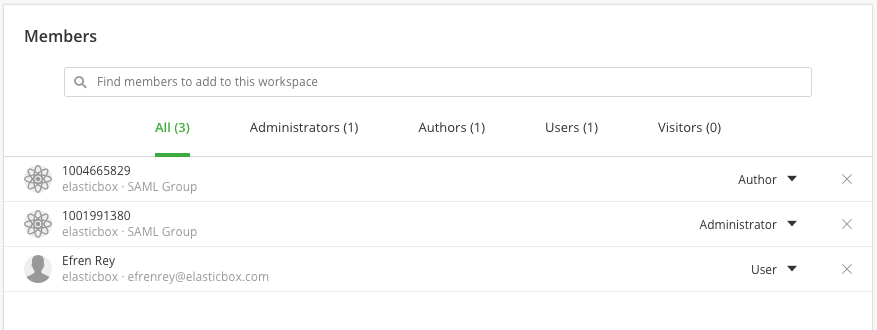 Members
Find members to add to this workspace
All (3) Administrators (1) Authors (1) Users (1) Visitors (0)
1004665829
elasticbox · SAML Group
Author
1001991380
elasticbox · SAML Group
Administrator
Efren Rey
elasticbox · efrenrey@elasticbox.com
User